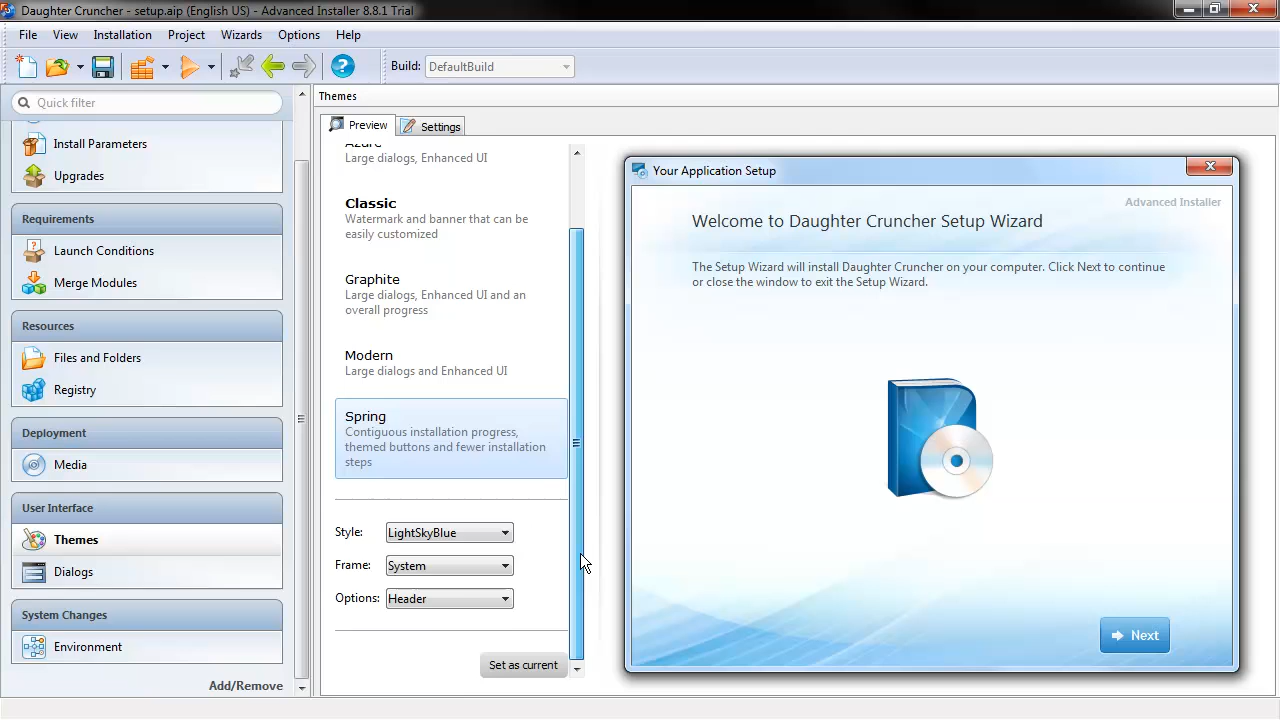 Daughter Cruncher - setup.aip (English US) - Advanced Installer 8.8.1 Trial
File View Installation Project Wizards Options Help
Build: DefaultBuild
Quick filter
Install Parameters
Upgrades
Requirements
Launch Conditions
Merge Modules
Resources
Files and Folders
Registry
Deployment
Media
User Interface
Themes
Dialogs
System Changes
Environment
Add/Remove
Themes
Preview Settings
Azure
Large dialogs, Enhanced UI
Classic
Watermark and banner that can be
easily customized
Graphite
Large dialogs, Enhanced UI and an
overall progress
Modern
Large dialogs and Enhanced UI
Spring
Contiguous installation progress,
themed buttons and fewer installation
steps
Style: LightSkyBlue
Frame: System
Options: Header
Set as current
Your Application Setup
Advanced Installer
Welcome to Daughter Cruncher Setup Wizard
The Setup Wizard will install Daughter Cruncher on your computer. Click Next to continue
or close the window to exit the Setup Wizard.
Next